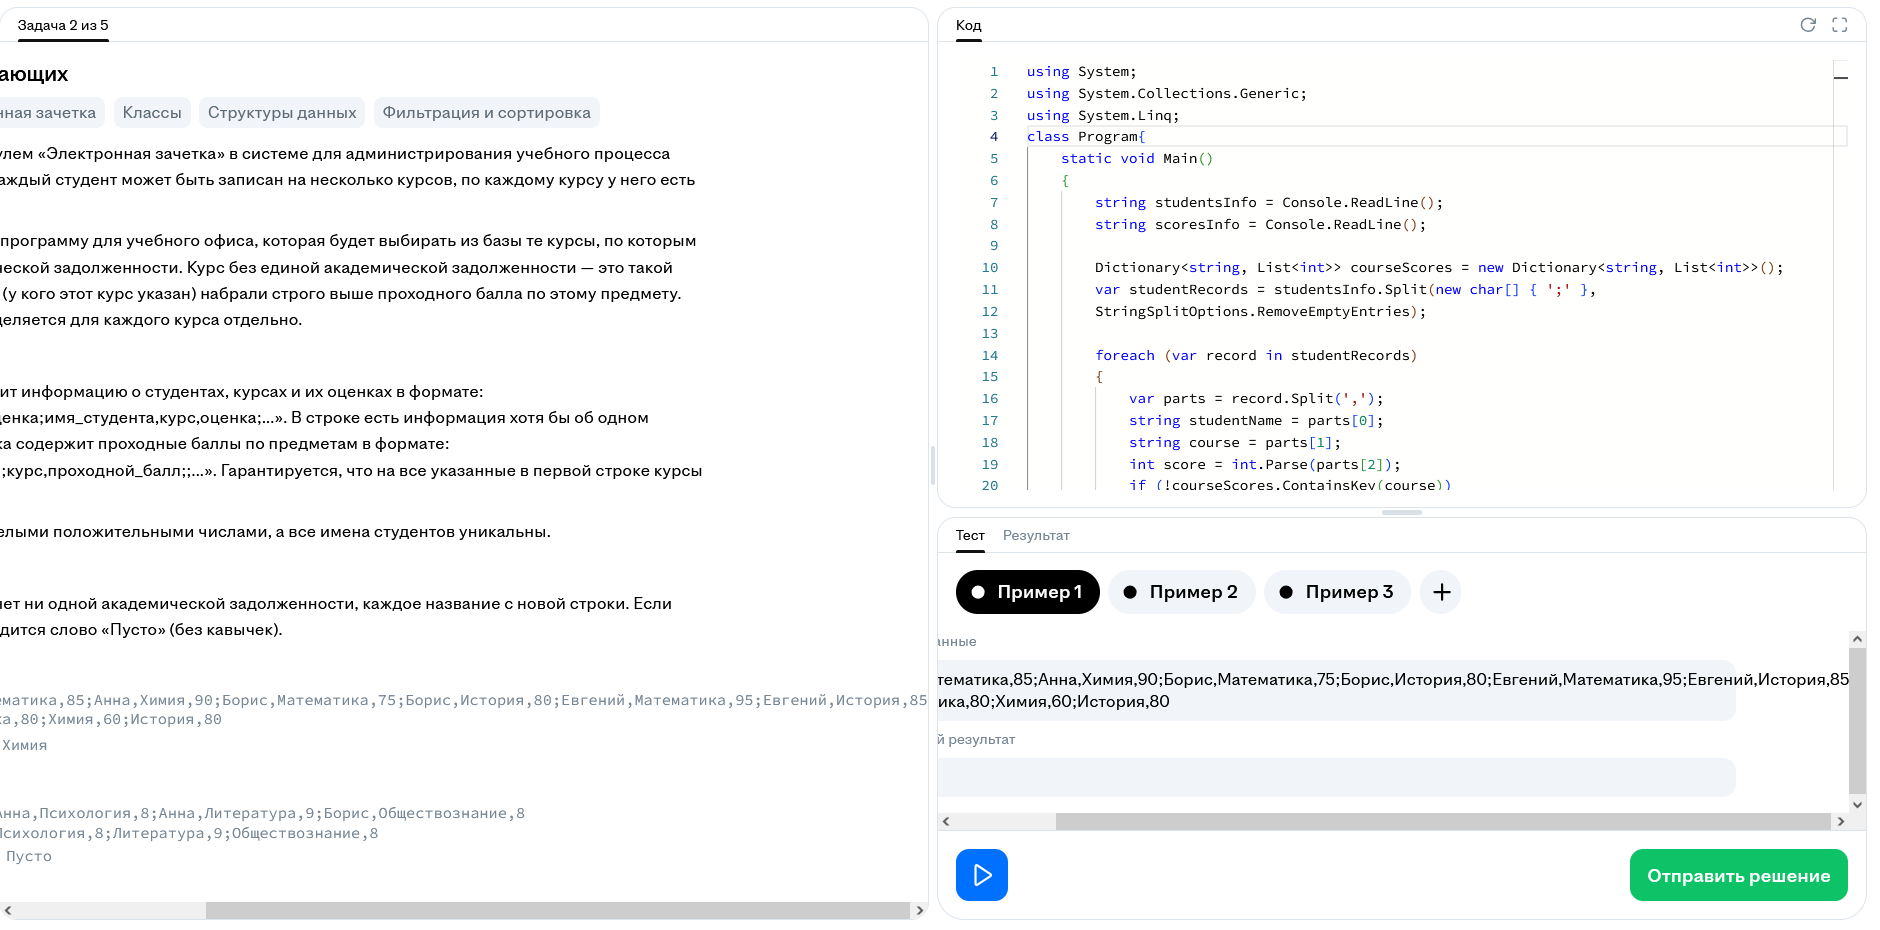 Задача 2 из 5
ающих
нная зачетка
Классы
Структуры данных
Фильтрация и сортировка
улем «Электронная зачетка» в системе для администрирования учебного процесса
аждый студент может быть записан на несколько курсов, по каждому курсу у него есть
программу для учебного офиса, которая будет выбирать из базы те курсы, по которым
ческой задолженности. Курс без единой академической задолженности — это такой
(у кого этот курс указан) набрали строго выше проходного балла по этому предмету.
деляется для каждого курса отдельно.
ит информацию о студентах, курсах и их оценках в формате:
ценка;имя_студента,курс,оценка;...». В строке есть информация хотя бы об одном
ка содержит проходные баллы по предметам в формате:
;курс,проходной_балл;;...». Гарантируется, что на все указанные в первой строке курсы
елыми положительными числами, а все имена студентов уникальны.
нет ни одной академической задолженности, каждое название с новой строки. Если
дится слово «Пусто» (без кавычек).
ематика,85;Анна,Химия,90;Борис,Математика,75;Борис,История,80;Евгений,Математика,95;Евгений,История,85
ка,80;Химия,60;История,80
Химия
Анна,Психология,8;Анна,Литература,9;Борис,Обществознание,8
Психология,8;Литература,9;Обществознание,8
Пусто
Код
1 using System;
2 using System.Collections.Generic;
3 using System.Linq;
4 class Program{
5 static void Main()
6 {
7 string studentsInfo = Console.ReadLine();
8 string scoresInfo = Console.ReadLine();
9
10 Dictionary<string, List<int>> courseScores = new Dictionary<string, List<int>>();
11 var studentRecords = studentsInfo.Split(new char[] { ';' },
12 StringSplitOptions.RemoveEmptyEntries);
13
14 foreach (var record in studentRecords)
15 {
16 var parts = record.Split(',');
17 string studentName = parts[0];
18 string course = parts[1];
19 int score = int.Parse(parts[2]);
20 if (!courseScores.ContainsKey(course))
Тест
Результат
Пример 1
Пример 2
Пример 3
анные
тематика,85;Анна,Химия,90;Борис,Математика,75;Борис,История,80;Евгений,Математика,95;Евгений,История,85
ика,80;Химия,60;История,80
й результат
Отправить решение